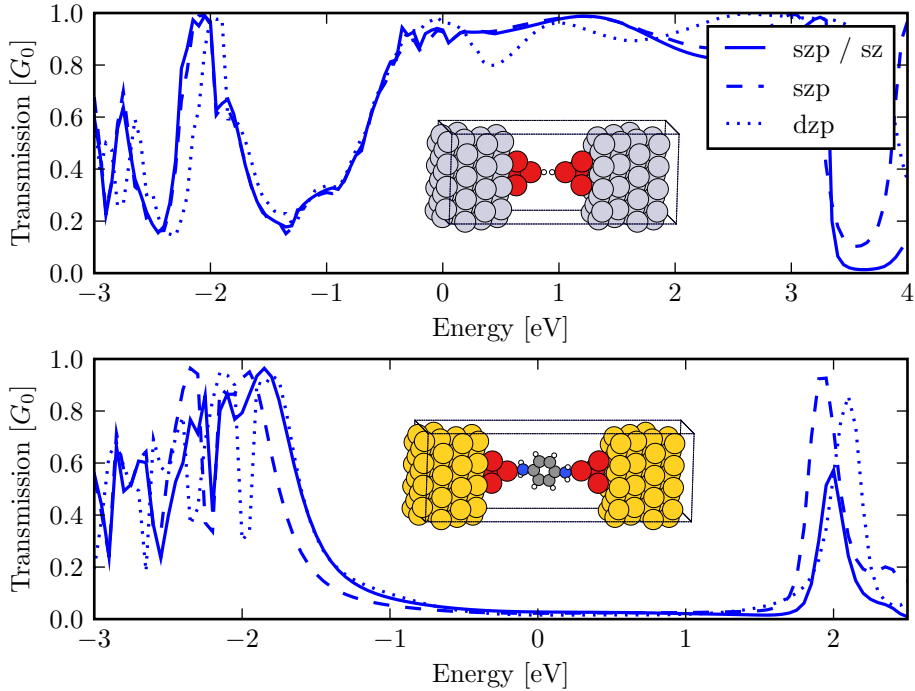 Transmission [G₀]
1.0
0.8
0.6
0.4
0.2
0.0
szp / sz
szp
dzp
−3 −2 −1 0 1 2 3 4
Energy [eV]
Transmission [G₀]
1.0
0.8
0.6
0.4
0.2
0.0
−3 −2 −1 0 1 2
Energy [eV]